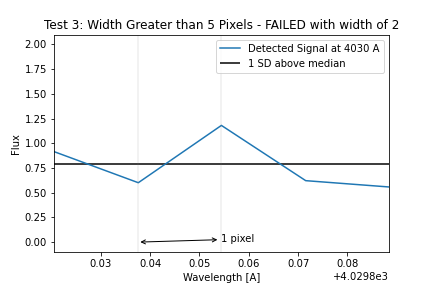 Test 3: Width Greater than 5 Pixels - FAILED with width of 2
2.00
1.75
1.50
1.25
1.00
0.75
0.50
0.25
0.00
Flux
Detected Signal at 4030 A
1 SD above median
1 pixel
0.03
0.04
0.05
0.06
0.07
0.08
Wavelength [A]
+4.0298e3